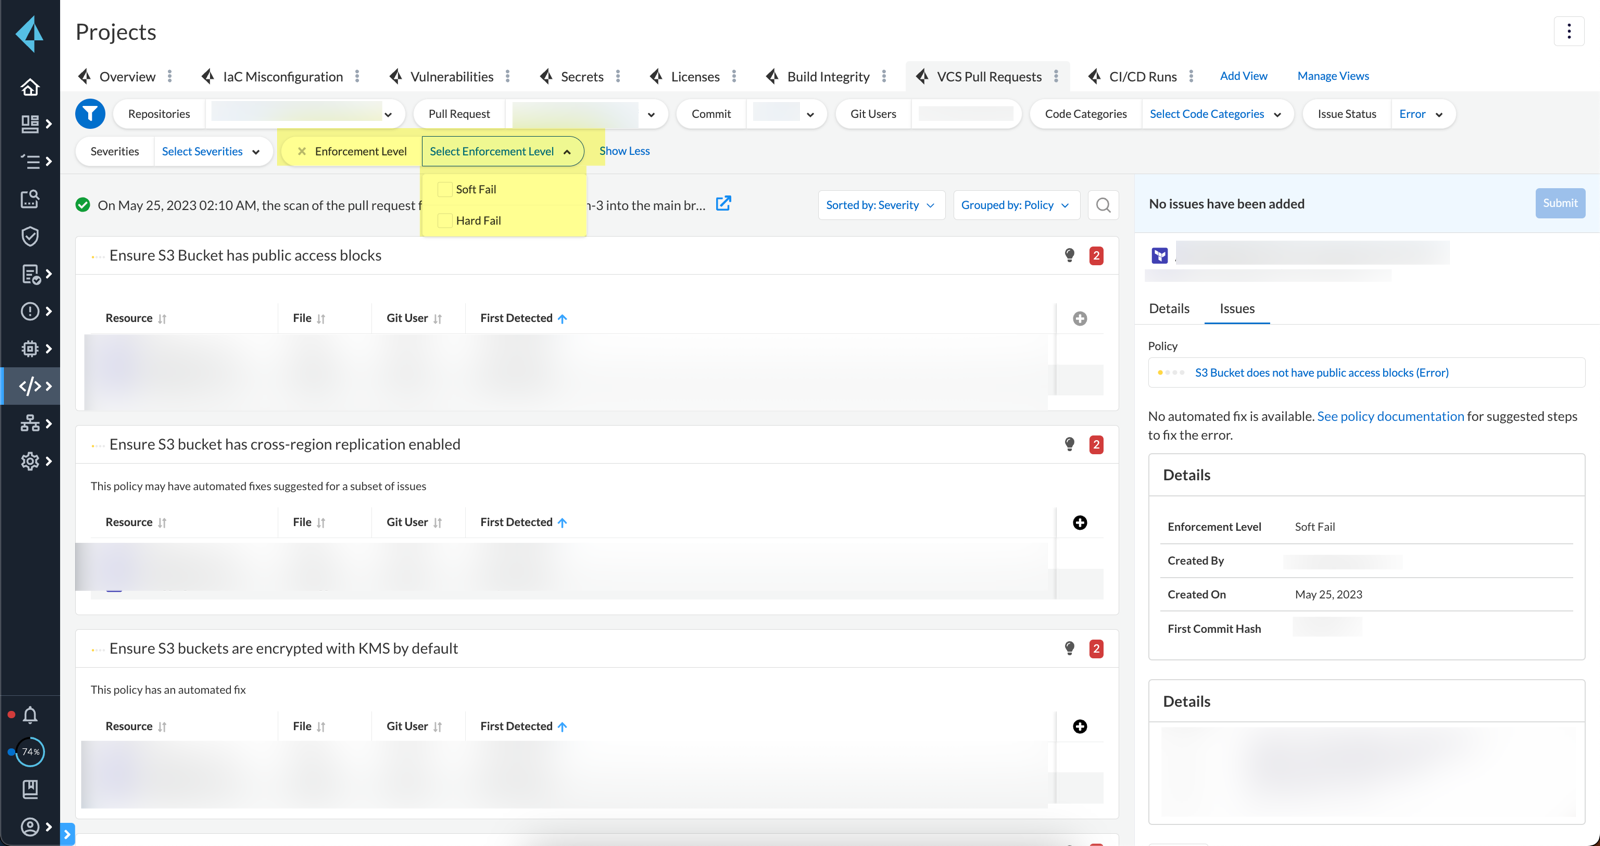 Projects
Overview
IaC Misconfiguration
Vulnerabilities
Secrets
Licenses
Build Integrity
VCS Pull Requests
CI/CD Runs
Add View
Manage Views
Repositories
Pull Request
Commit
Git Users
Code Categories
Select Code Categories
Issue Status
Error
Severities
Select Severities
Enforcement Level
Select Enforcement Level
Show Less
Soft Fail
Hard Fail
On May 25, 2023 02:10 AM, the scan of the pull request
-3 into the main br...
Sorted by: Severity
Grouped by: Policy
No issues have been added
Submit
Ensure S3 Bucket has public access blocks
2
Resource
File
Git User
First Detected
Ensure S3 bucket has cross-region replication enabled
2
This policy may have automated fixes suggested for a subset of issues
Resource
File
Git User
First Detected
Ensure S3 buckets are encrypted with KMS by default
2
This policy has an automated fix
Resource
File
Git User
First Detected
Details
Issues
Policy
S3 Bucket does not have public access blocks (Error)
No automated fix is available. See policy documentation for suggested steps
to fix the error.
Details
Enforcement Level
Soft Fail
Created By
Created On
May 25, 2023
First Commit Hash
Details
74%